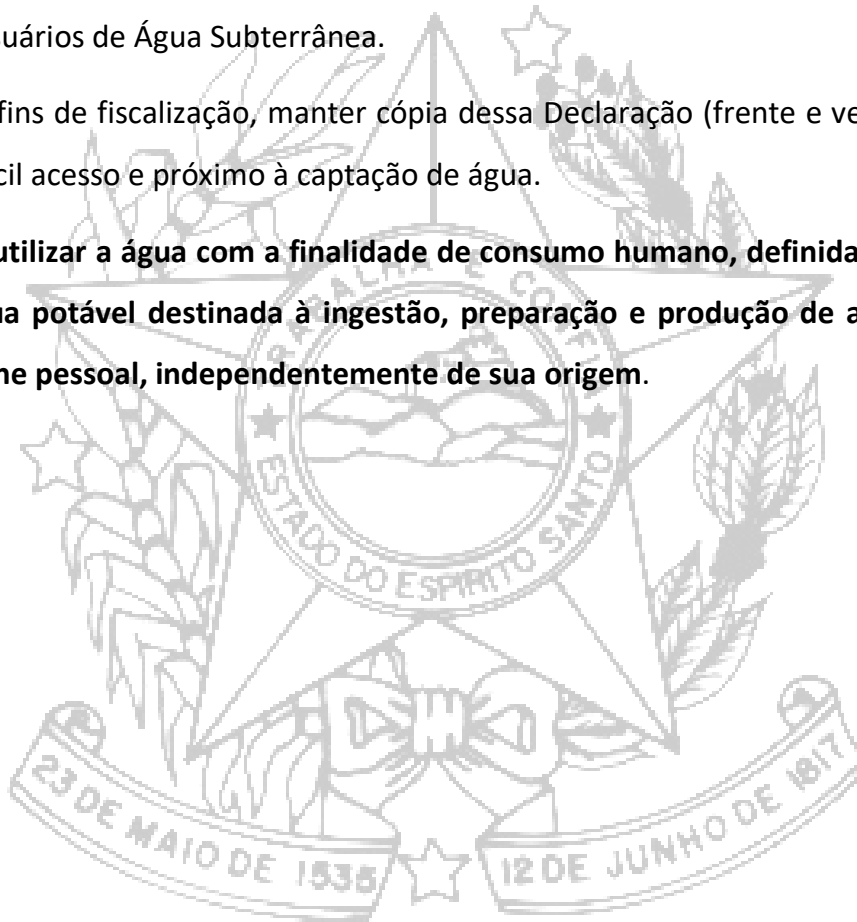 suários de Água Subterrânea.
fins de fiscalização, manter cópia dessa Declaração (frente e ve
cil acesso e próximo à captação de água.
utilizar a água com a finalidade de consumo humano, definida
ua potável destinada à ingestão, preparação e produção de a
ne pessoal, independentemente de sua origem.
TRABALHA E CONFIA
ESTADO DO ESPIRITO SANTO
23 DE MAIO DE 1535
12 DE JUNHO DE 1817